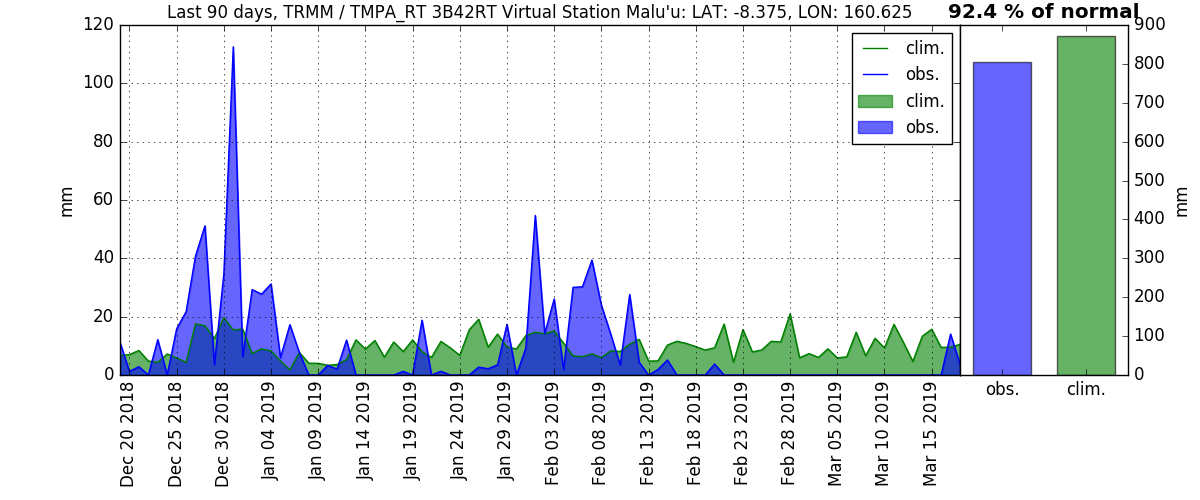 Last 90 days, TRMM / TMPA_RT 3B42RT Virtual Station Malu'u: LAT: -8.375, LON: 160.625
92.4 % of normal
120
100
80
60
40
20
0
mm
clim.
obs.
clim.
obs.
900
800
700
600
500
400
300
200
100
0
mm
obs.
clim.
Dec 20 2018
Dec 25 2018
Dec 30 2018
Jan 04 2019
Jan 09 2019
Jan 14 2019
Jan 19 2019
Jan 24 2019
Jan 29 2019
Feb 03 2019
Feb 08 2019
Feb 13 2019
Feb 18 2019
Feb 23 2019
Feb 28 2019
Mar 05 2019
Mar 10 2019
Mar 15 2019